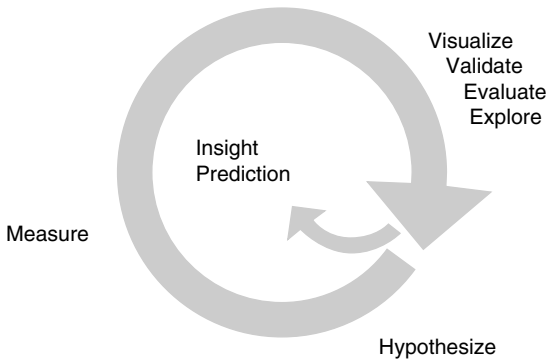 Visualize
Validate
Evaluate
Explore
Insight
Prediction
Measure
Hypothesize